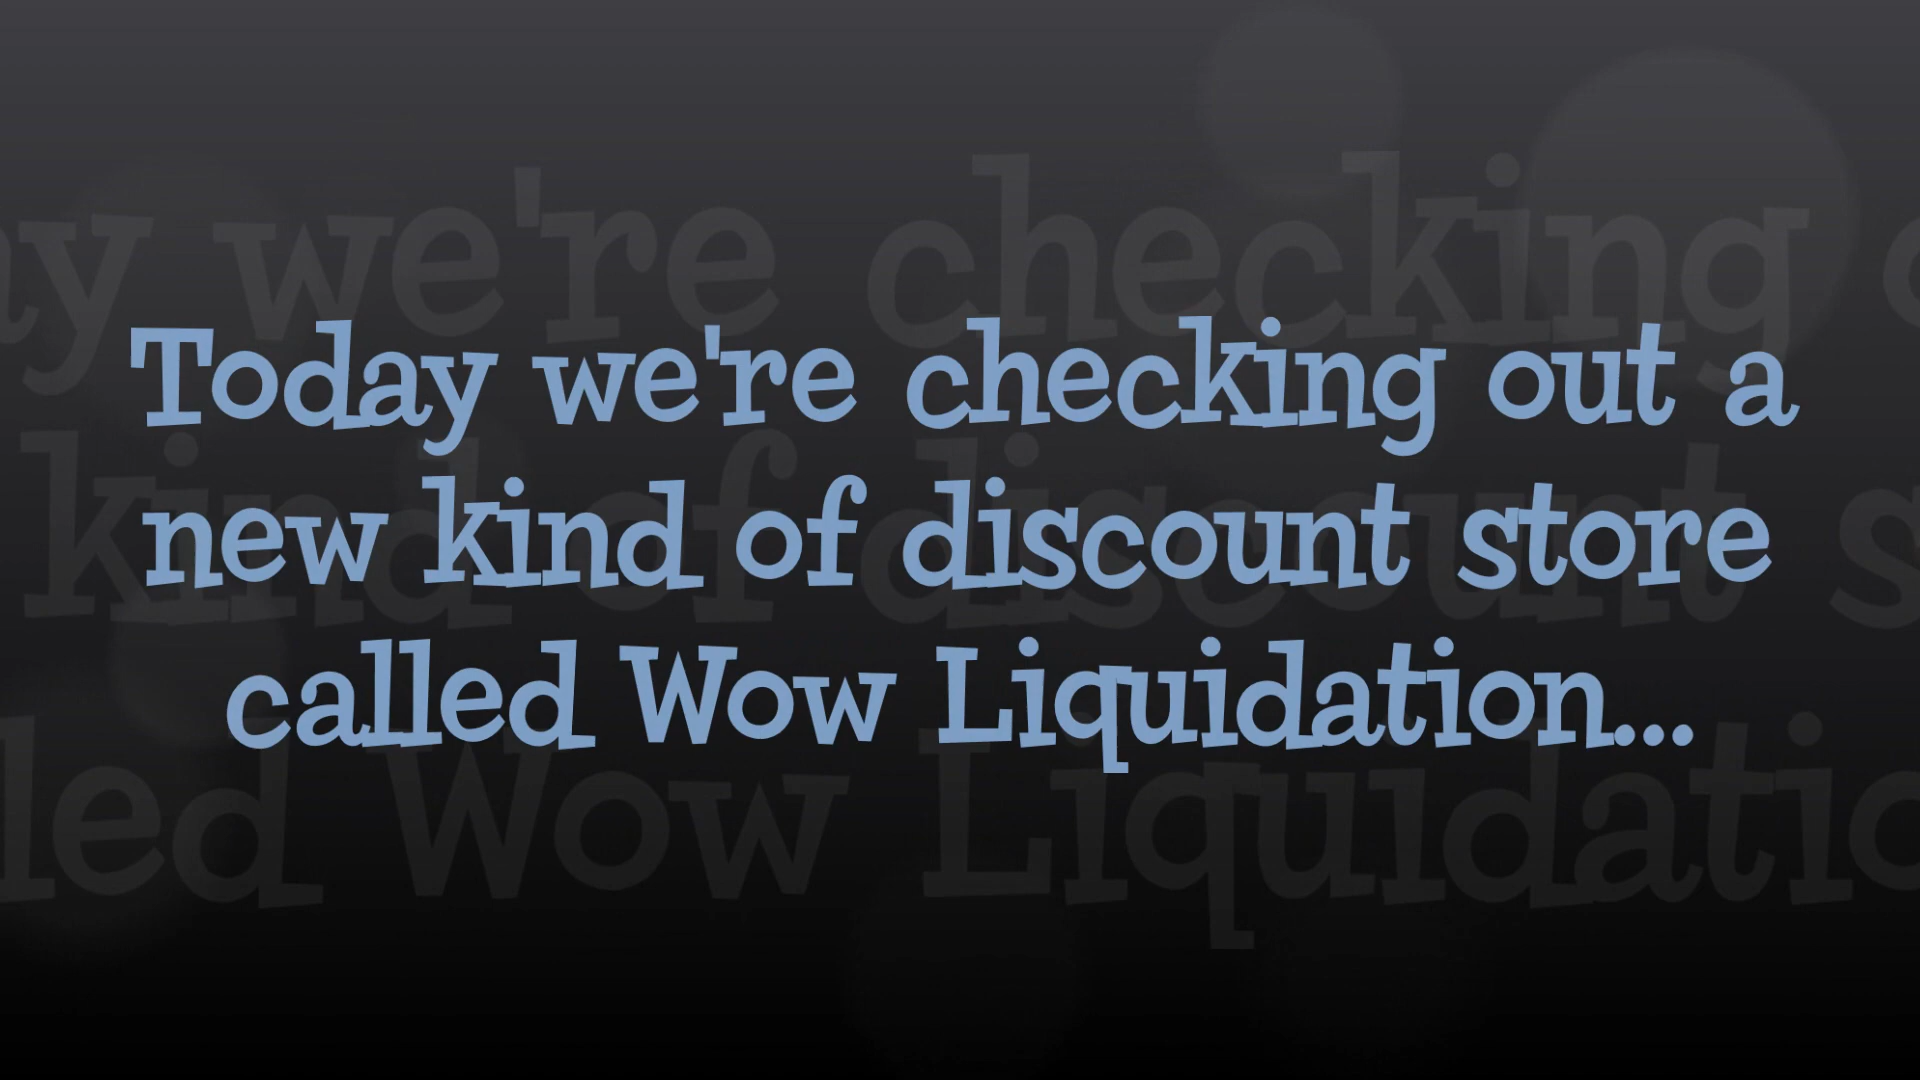 Today we're checking out a
new kind of discount store
called Wow Liquidation...